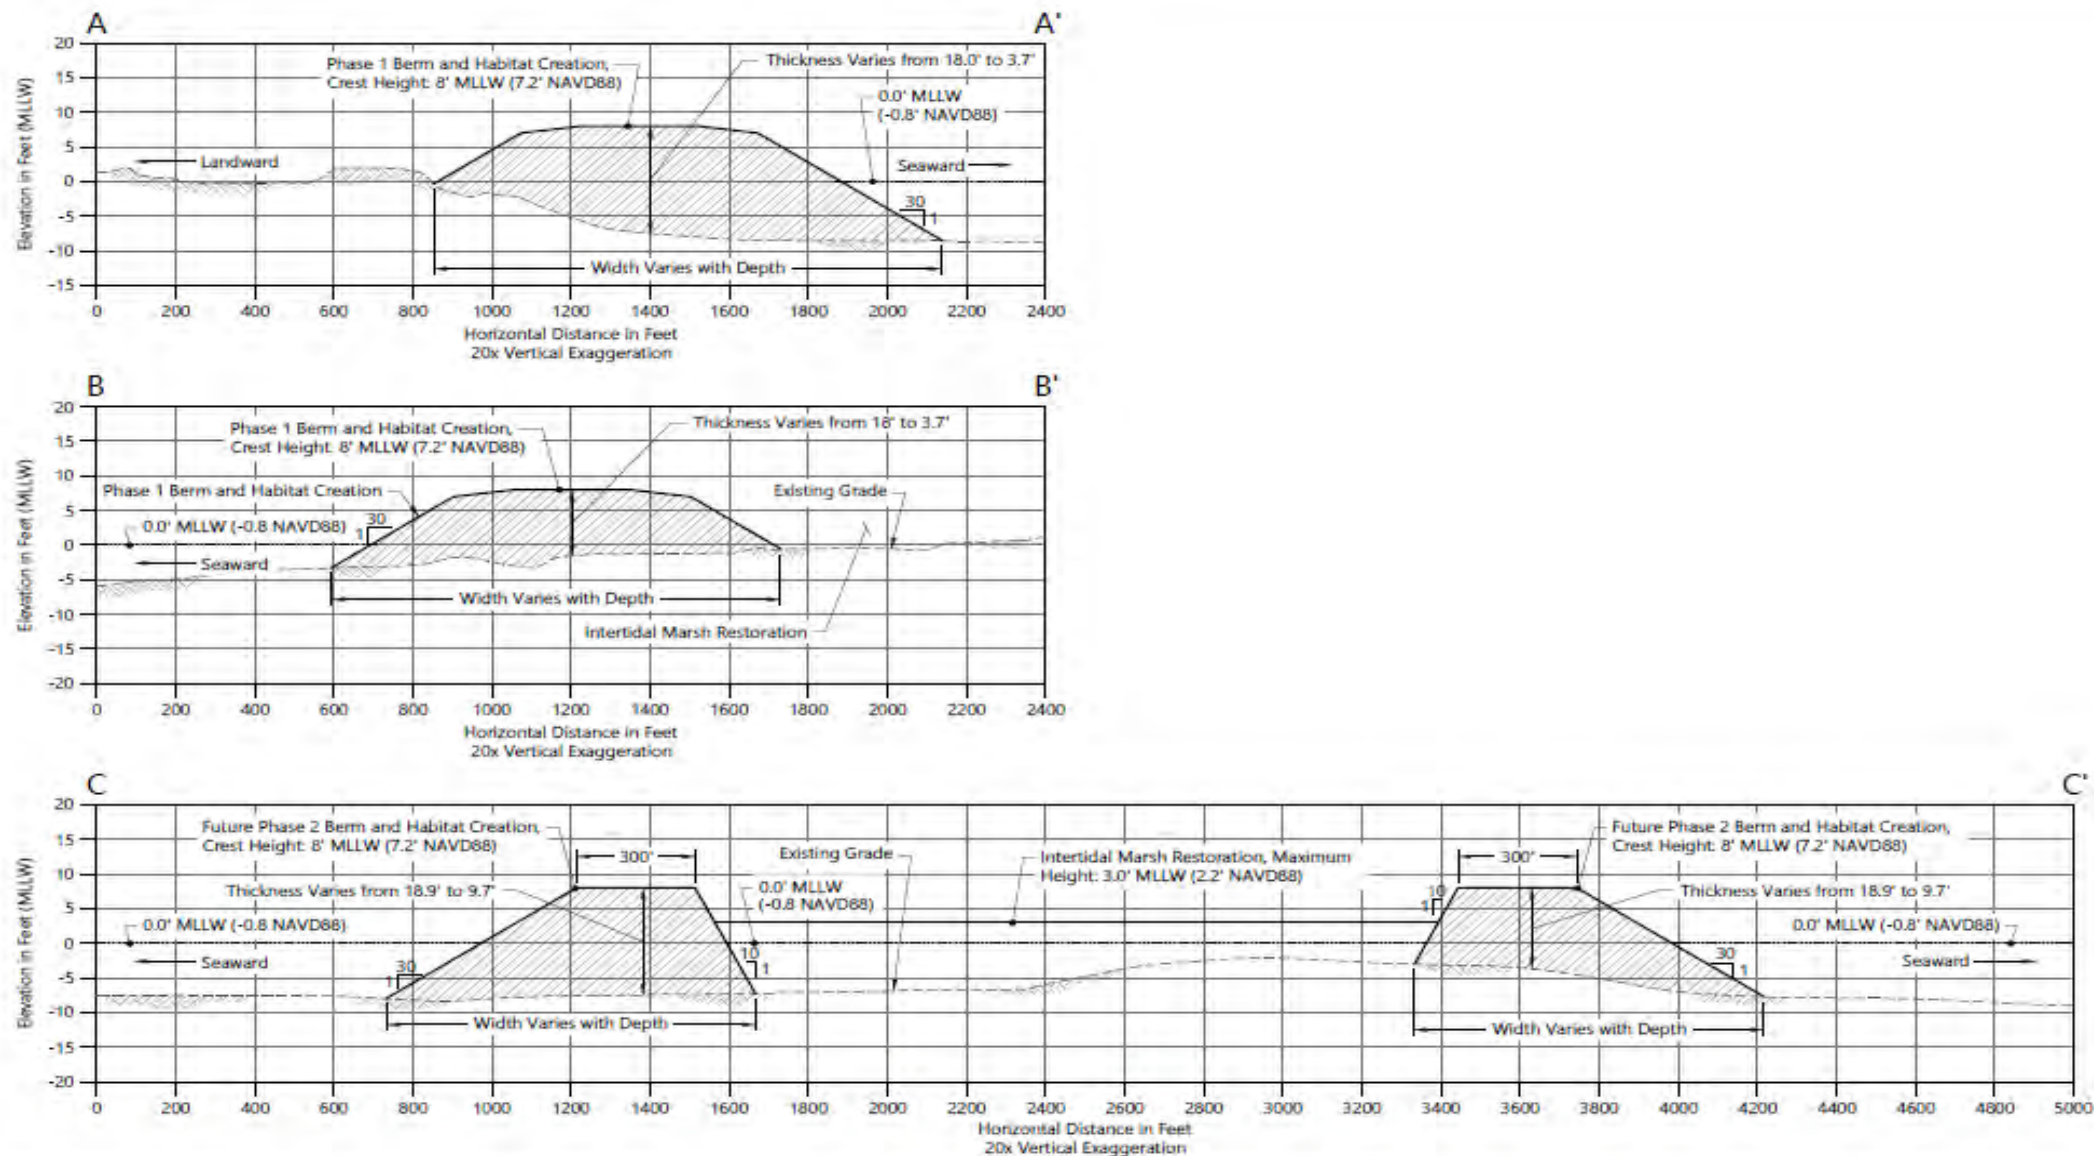 A
A'
Elevation in Feet (MLLW)
20
15
10
5
0
-5
-10
-15
Phase 1 Berm and Habitat Creation,
Crest Height: 8' MLLW (7.2' NAVD88)
Thickness Varies from 18.0' to 3.7'
0.0' MLLW
(-0.8' NAVD88)
Landward
Seaward
30
1
Width Varies with Depth
0 200 400 600 800 1000 1200 1400 1600 1800 2000 2200 2400
Horizontal Distance in Feet
20x Vertical Exaggeration
B
B'
Elevation in Feet (MLLW)
20
15
10
5
0
-5
-10
-15
-20
Phase 1 Berm and Habitat Creation,
Crest Height: 8' MLLW (7.2' NAVD88)
Thickness Varies from 18' to 3.7'
Phase 1 Berm and Habitat Creation
Existing Grade
0.0' MLLW (-0.8 NAVD88)
30
1
Seaward
Width Varies with Depth
Intertidal Marsh Restoration
0 200 400 600 800 1000 1200 1400 1600 1800 2000 2200 2400
Horizontal Distance in Feet
20x Vertical Exaggeration
C
C'
Elevation in Feet (MLLW)
20
15
10
5
0
-5
-10
-15
-20
Future Phase 2 Berm and Habitat Creation,
Crest Height: 8' MLLW (7.2' NAVD88)
300'
Thickness Varies from 18.9' to 9.7'
0.0' MLLW (-0.8 NAVD88)
Seaward
30
1
Existing Grade
0.0' MLLW
(-0.8 NAVD88)
10
1
Width Varies with Depth
Intertidal Marsh Restoration, Maximum
Height: 3.0' MLLW (2.2' NAVD88)
300'
Future Phase 2 Berm and Habitat Creation,
Crest Height: 8' MLLW (7.2' NAVD88)
10
1
Thickness Varies from 18.9' to 9.7'
0.0' MLLW (-0.8' NAVD88)
30
1
Seaward
Width Varies with Depth
0 200 400 600 800 1000 1200 1400 1600 1800 2000 2200 2400 2600 2800 3000 3200 3400 3600 3800 4000 4200 4400 4600 4800 5000
Horizontal Distance in Feet
20x Vertical Exaggeration